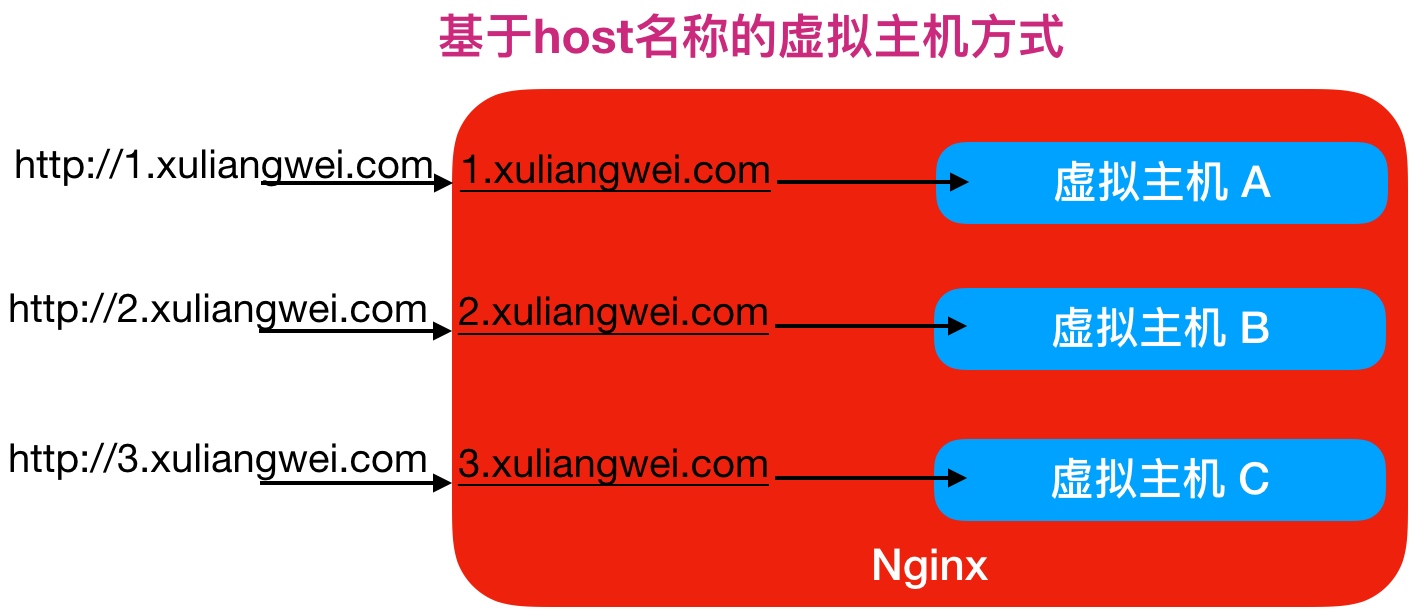 基于host名称的虚拟主机方式
http://1.xuliangwei.com 1.xuliangwei.com 虚拟主机 A
http://2.xuliangwei.com 2.xuliangwei.com 虚拟主机 B
http://3.xuliangwei.com 3.xuliangwei.com 虚拟主机 C
Nginx